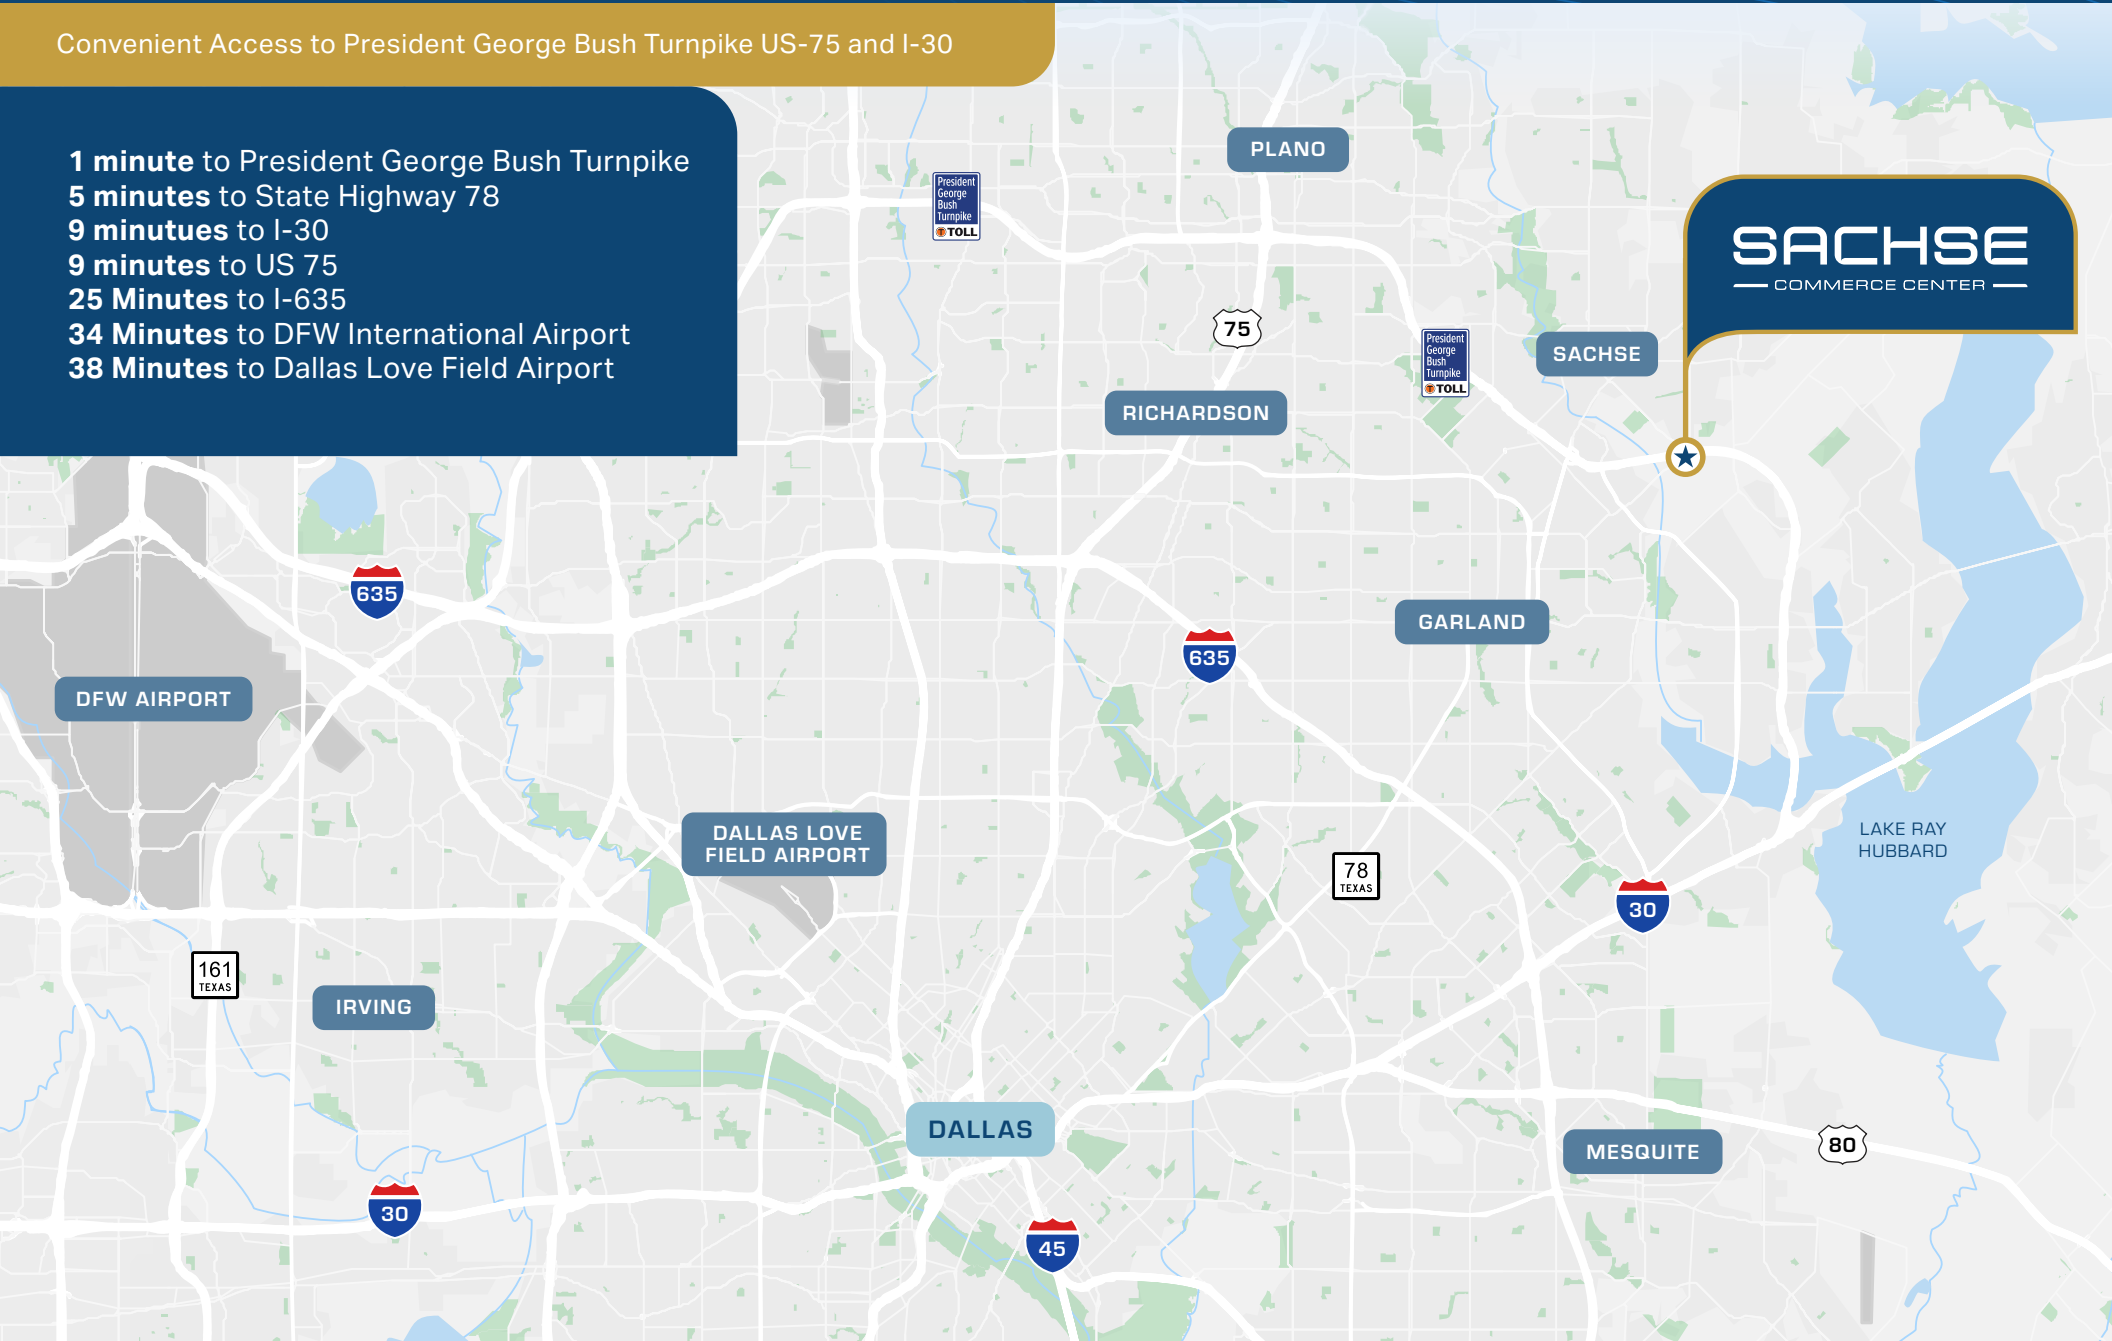 Convenient Access to President George Bush Turnpike US-75 and I-30
1 minute to President George Bush Turnpike
5 minutes to State Highway 78
9 minutues to I-30
9 minutes to US 75
25 Minutes to I-635
34 Minutes to DFW International Airport
38 Minutes to Dallas Love Field Airport
PLANO
President
George
Bush
Turnpike
TOLL
SACHSE
COMMERCE CENTER
75
President
George
Bush
Turnpike
TOLL
SACHSE
RICHARDSON
635
GARLAND
635
DFW AIRPORT
DALLAS LOVE
FIELD AIRPORT
LAKE RAY
HUBBARD
78
TEXAS
30
161
TEXAS
IRVING
DALLAS
MESQUITE
80
30
45